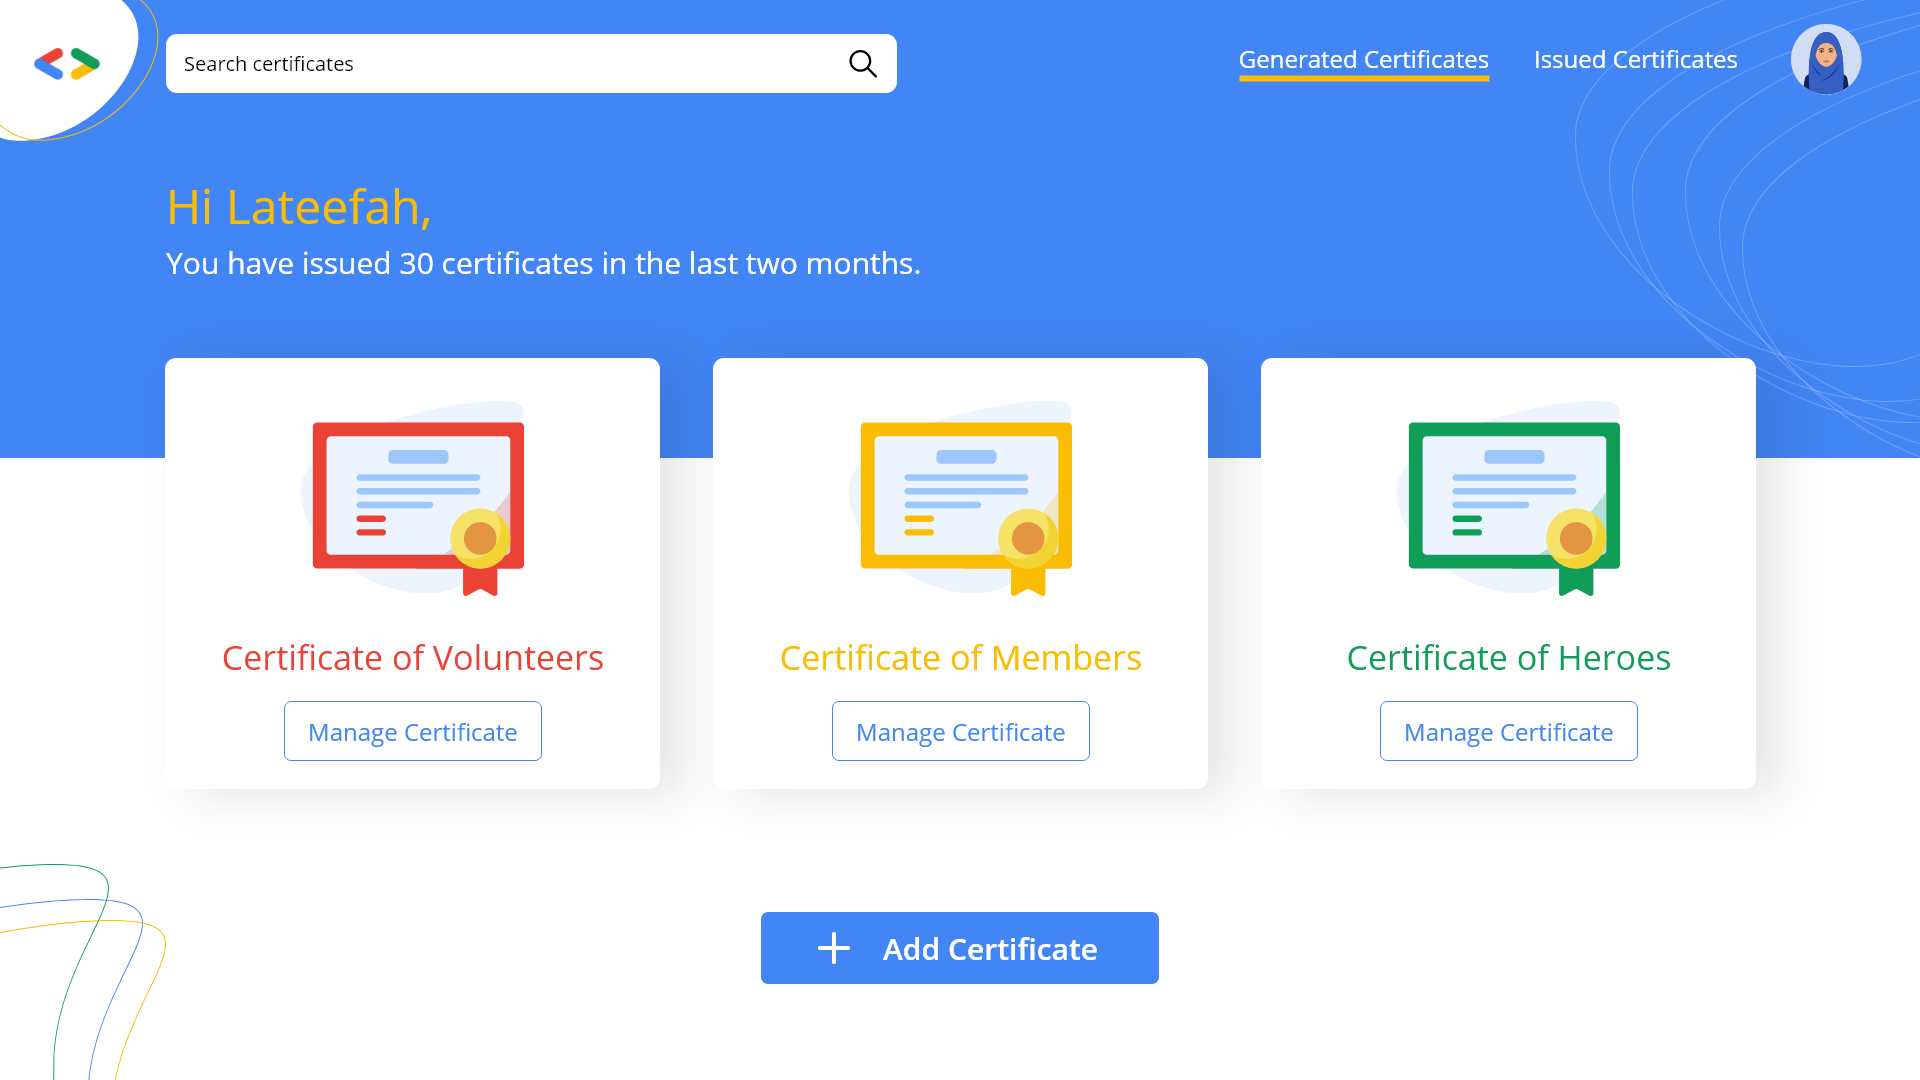 Search certificates
Generated Certificates
Issued Certificates
Hi Lateefah,
You have issued 30 certificates in the last two months.
Certificate of Volunteers
Manage Certificate
Certificate of Members
Manage Certificate
Certificate of Heroes
Manage Certificate
Add Certificate